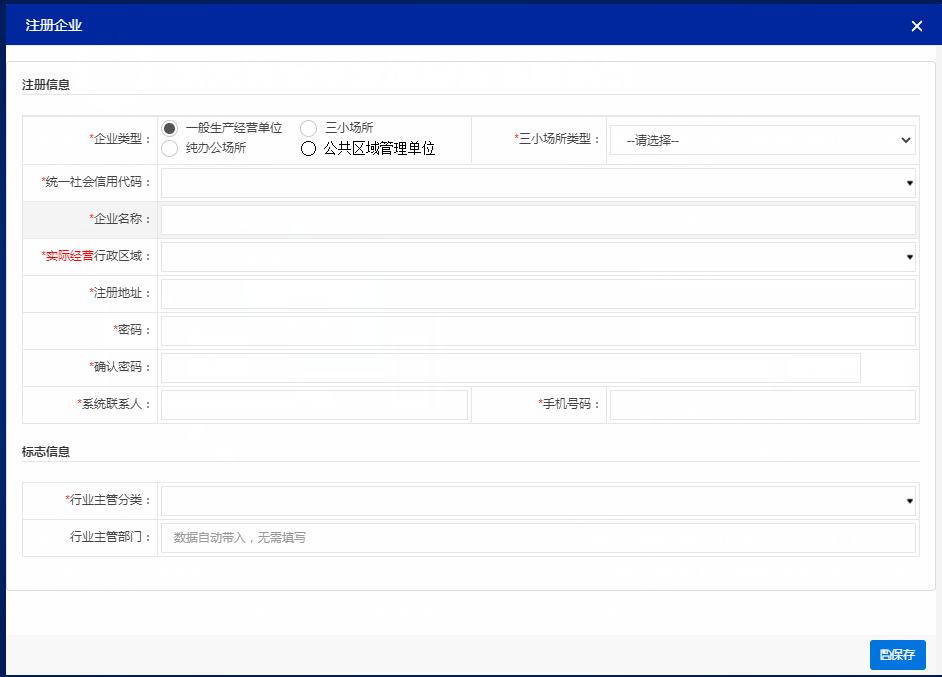 注册企业
注册信息
*企业类型：
一般生产经营单位
三小场所
纯办公场所
公共区域管理单位
*三小场所类型：
--请选择--
*统一社会信用代码：
*企业名称：
*实际经营行政区域：
*注册地址：
*密码：
*确认密码：
*系统联系人：
*手机号码：
标志信息
*行业主管分类：
行业主管部门：
数据自动带入，无需填写
保存